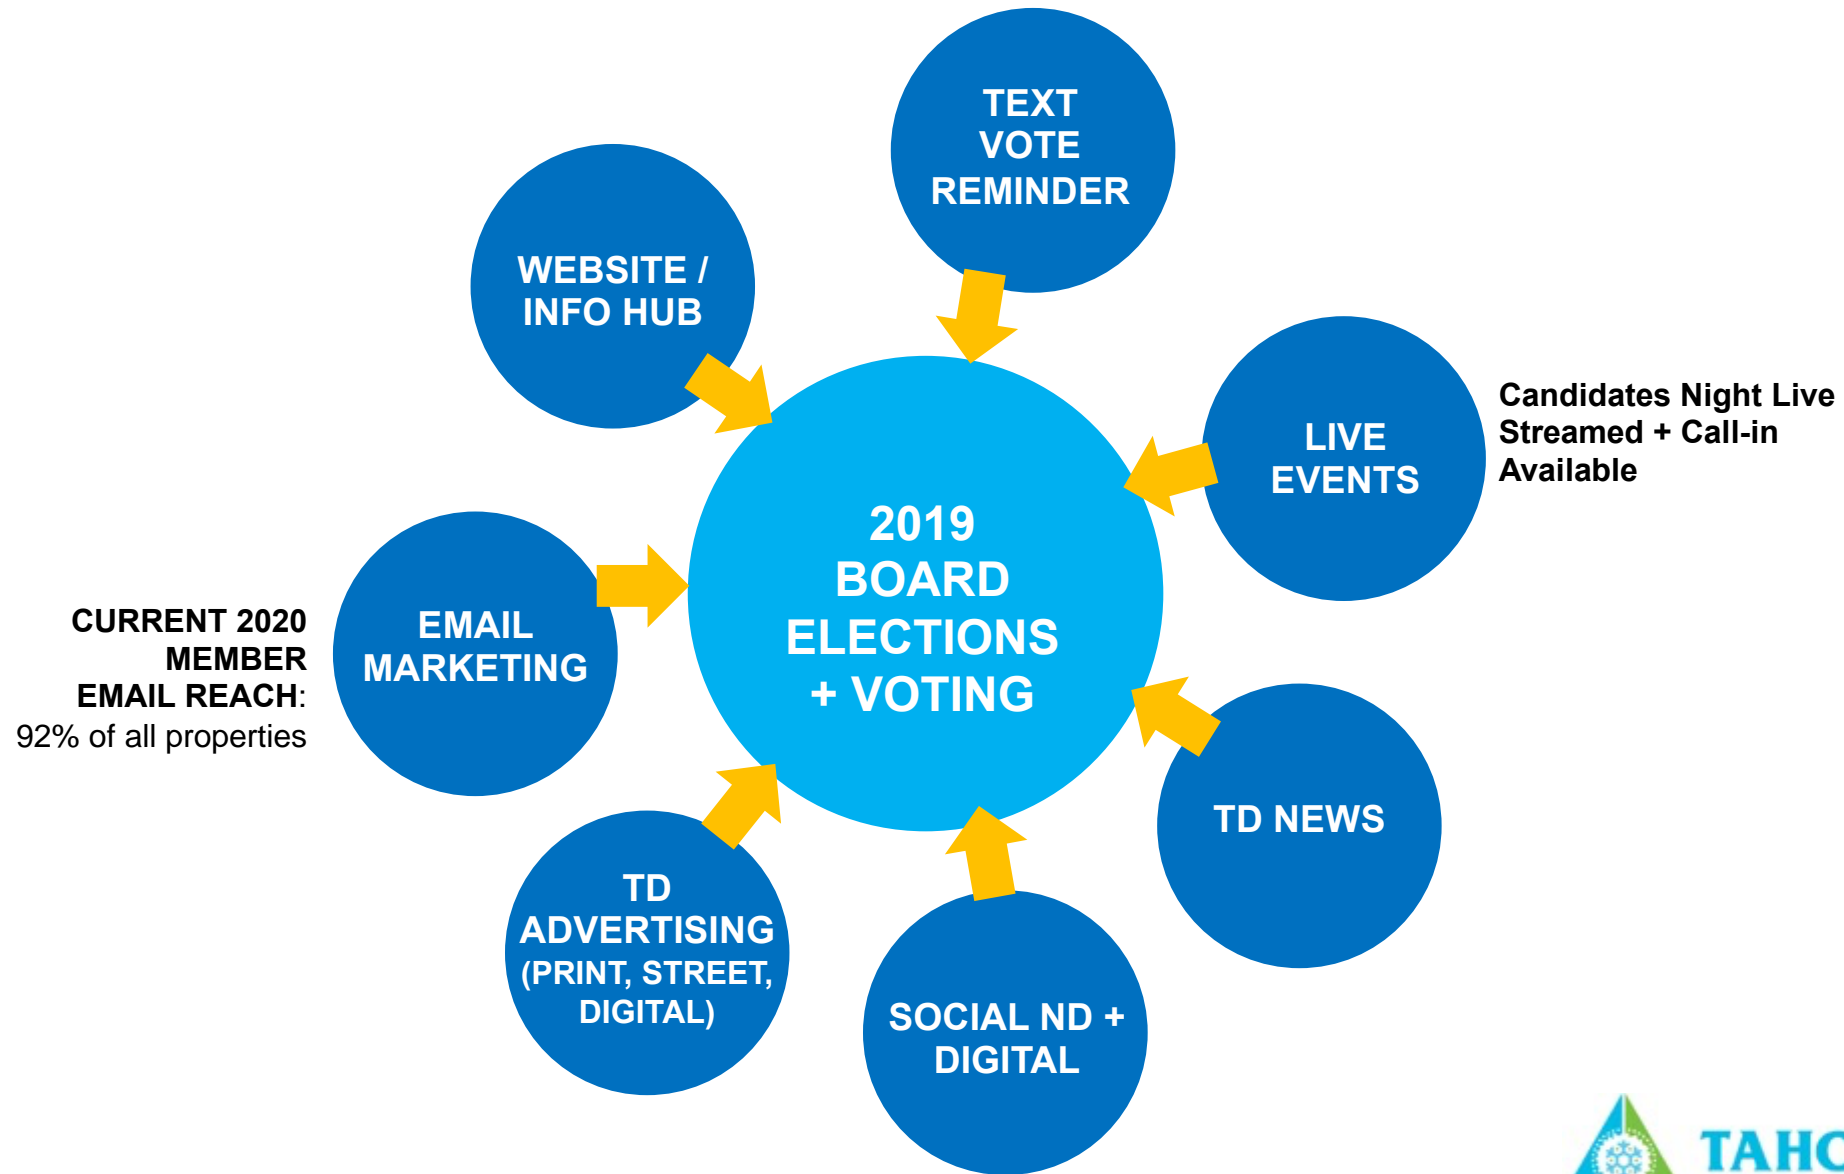 TEXT
VOTE
REMINDER
WEBSITE /
INFO HUB
LIVE
EVENTS
Candidates Night Live
Streamed + Call-in
Available
2019
BOARD
ELECTIONS
+ VOTING
CURRENT 2020
MEMBER
EMAIL REACH:
92% of all properties
EMAIL
MARKETING
TD NEWS
TD
ADVERTISING
(PRINT, STREET,
DIGITAL)
SOCIAL ND +
DIGITAL